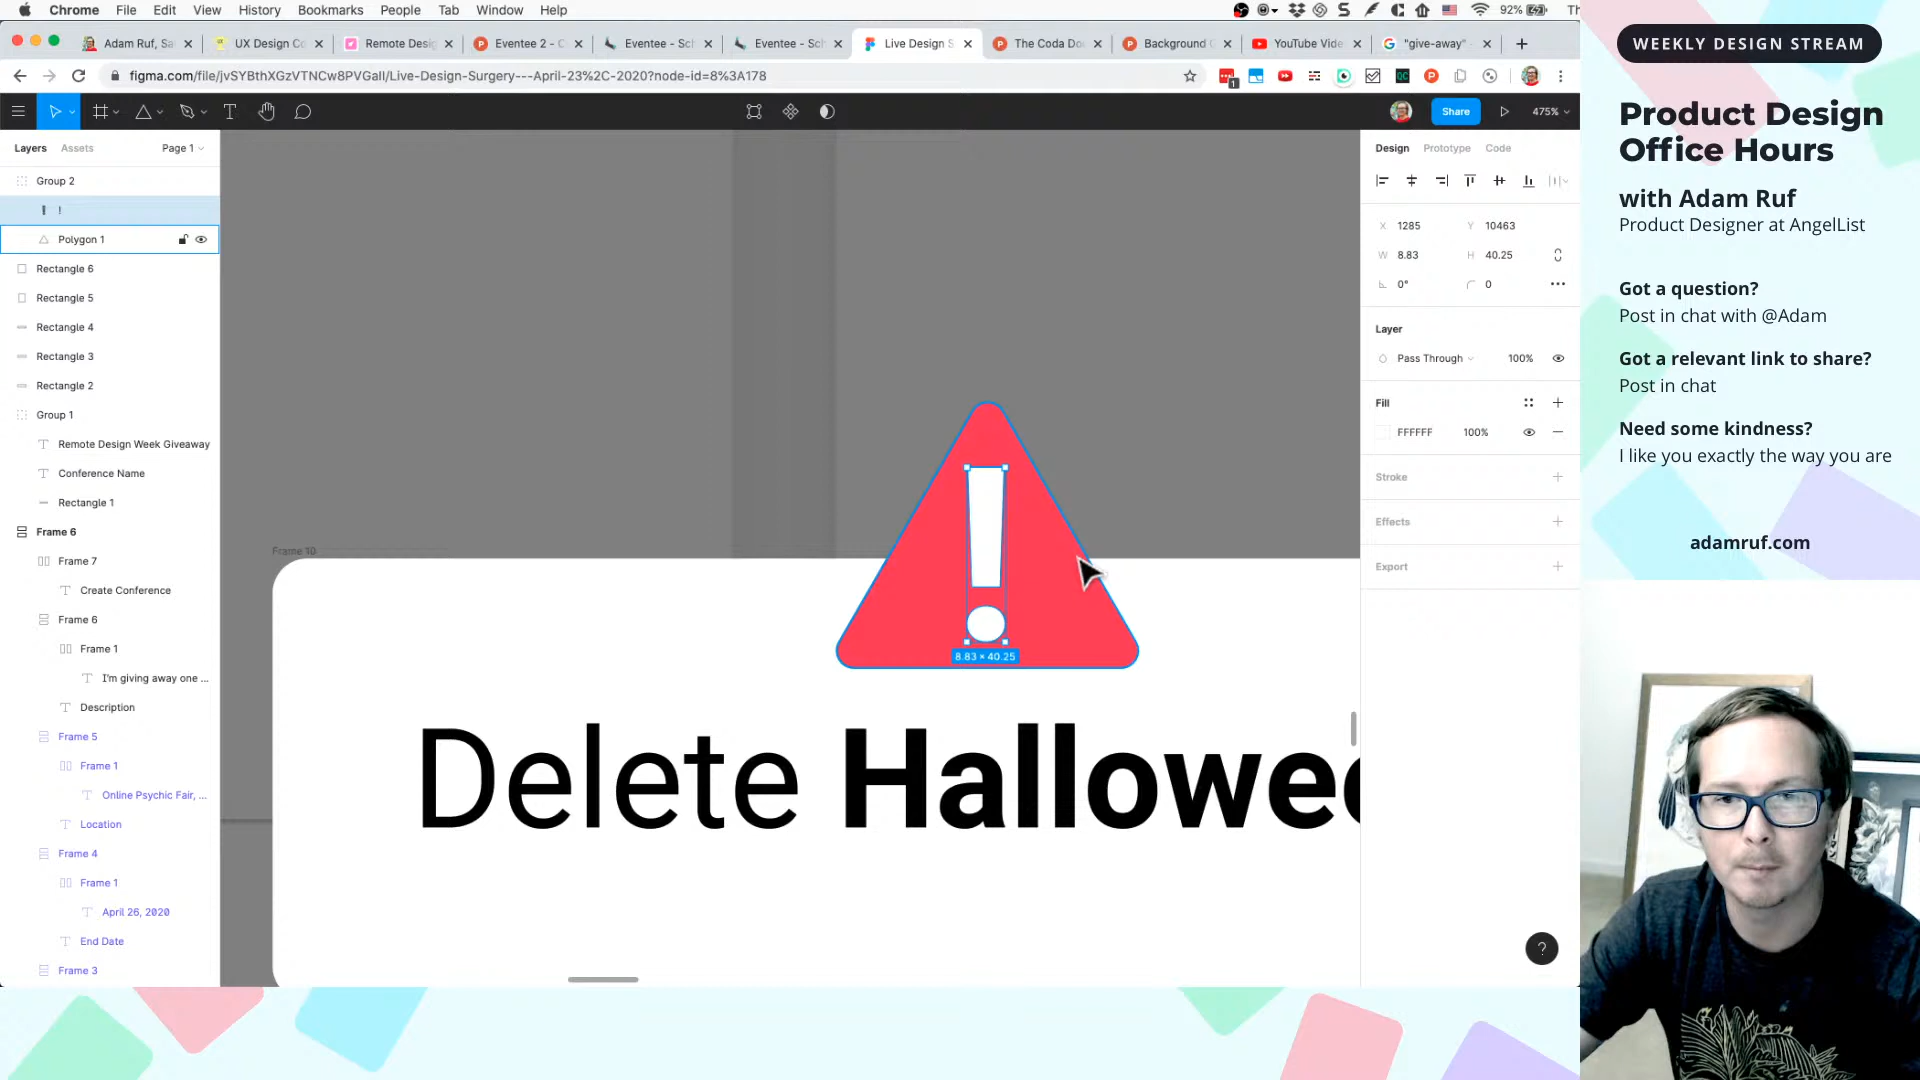 Chrome File Edit View History Bookmarks People Tab Window Help
92%
Adam Ruf, Sa
UX Design Co
Remote Desig
Eventee 2 - C
Eventee - Sch
Eventee - Sch
Live Design S
The Coda Do
Background
YouTube Vide
"give-away"
figma.com/file/jvSYBthXGzVTNCw8PVGalI/Live-Design-Surgery---April-23%2C-2020?node-id=8%3A178
Share
475%
Layers Assets Page 1
Group 2
!
Polygon 1
Rectangle 6
Rectangle 5
Rectangle 4
Rectangle 3
Rectangle 2
Group 1
Remote Design Week Giveaway
Conference Name
Rectangle 1
Frame 6
Frame 7
Create Conference
Frame 6
Frame 1
I'm giving away one ...
Description
Frame 5
Frame 1
Online Psychic Fair, ...
Location
Frame 4
Frame 1
April 26, 2020
End Date
Frame 3
Frame 10
!
8.83 × 40.25
Delete Hallowee
Design Prototype Code
X 1285 Y 10463
W 8.83 H 40.25
0° 0
Layer
Pass Through 100%
Fill
FFFFFF 100%
Stroke
Effects
Export
?
WEEKLY DESIGN STREAM
Product Design
Office Hours
with Adam Ruf
Product Designer at AngelList
Got a question?
Post in chat with @Adam
Got a relevant link to share?
Post in chat
Need some kindness?
I like you exactly the way you are
adamruf.com